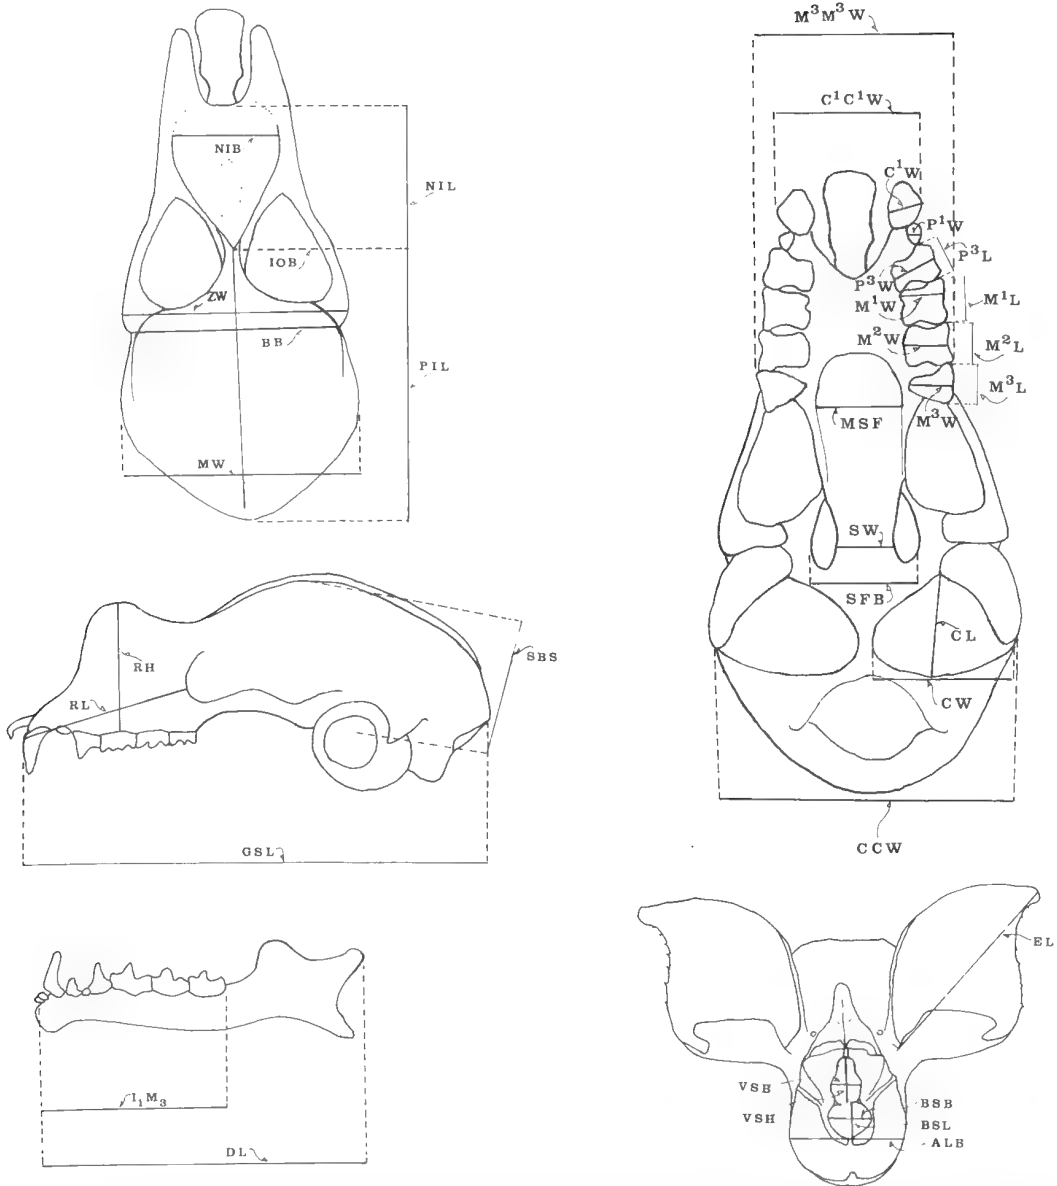 NIB
NIL
IOB
ZW
BB
PIL
MW
RH
RL
SBS
GSL
I₁M₃
DL
M³M³W
C¹C¹W
C¹W
P¹W
P³L
P³W
M¹W
M¹L
M²W
M²L
M³L
M³W
MSF
SW
SFB
CL
CW
CCW
EL
VSB
VSH
BSB
BSL
ALB